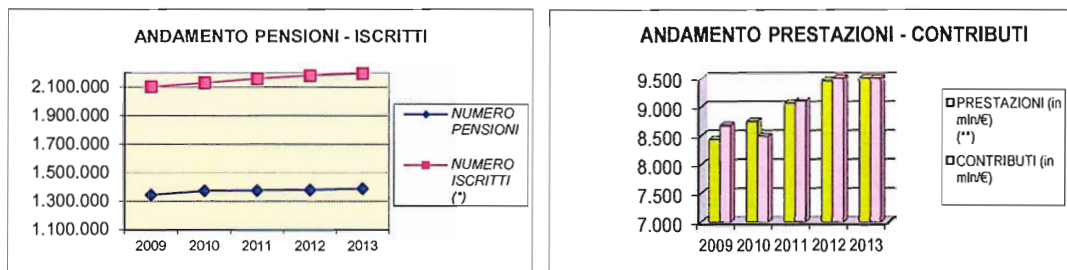 ANDAMENTO PENSIONI - ISCRITTI
2.100.000
1.900.000
1.700.000
1.500.000
1.300.000
1.100.000
2009 2010 2011 2012 2013
NUMERO
PENSIONI
NUMERO
ISCRITTI
(*)
ANDAMENTO PRESTAZIONI - CONTRIBUTI
9.500
9.000
8.500
8.000
7.500
7.000
2009 2010 2011 2012 2013
PRESTAZIONI (in
mln/€)
(**)
CONTRIBUTI (in
mln/€)